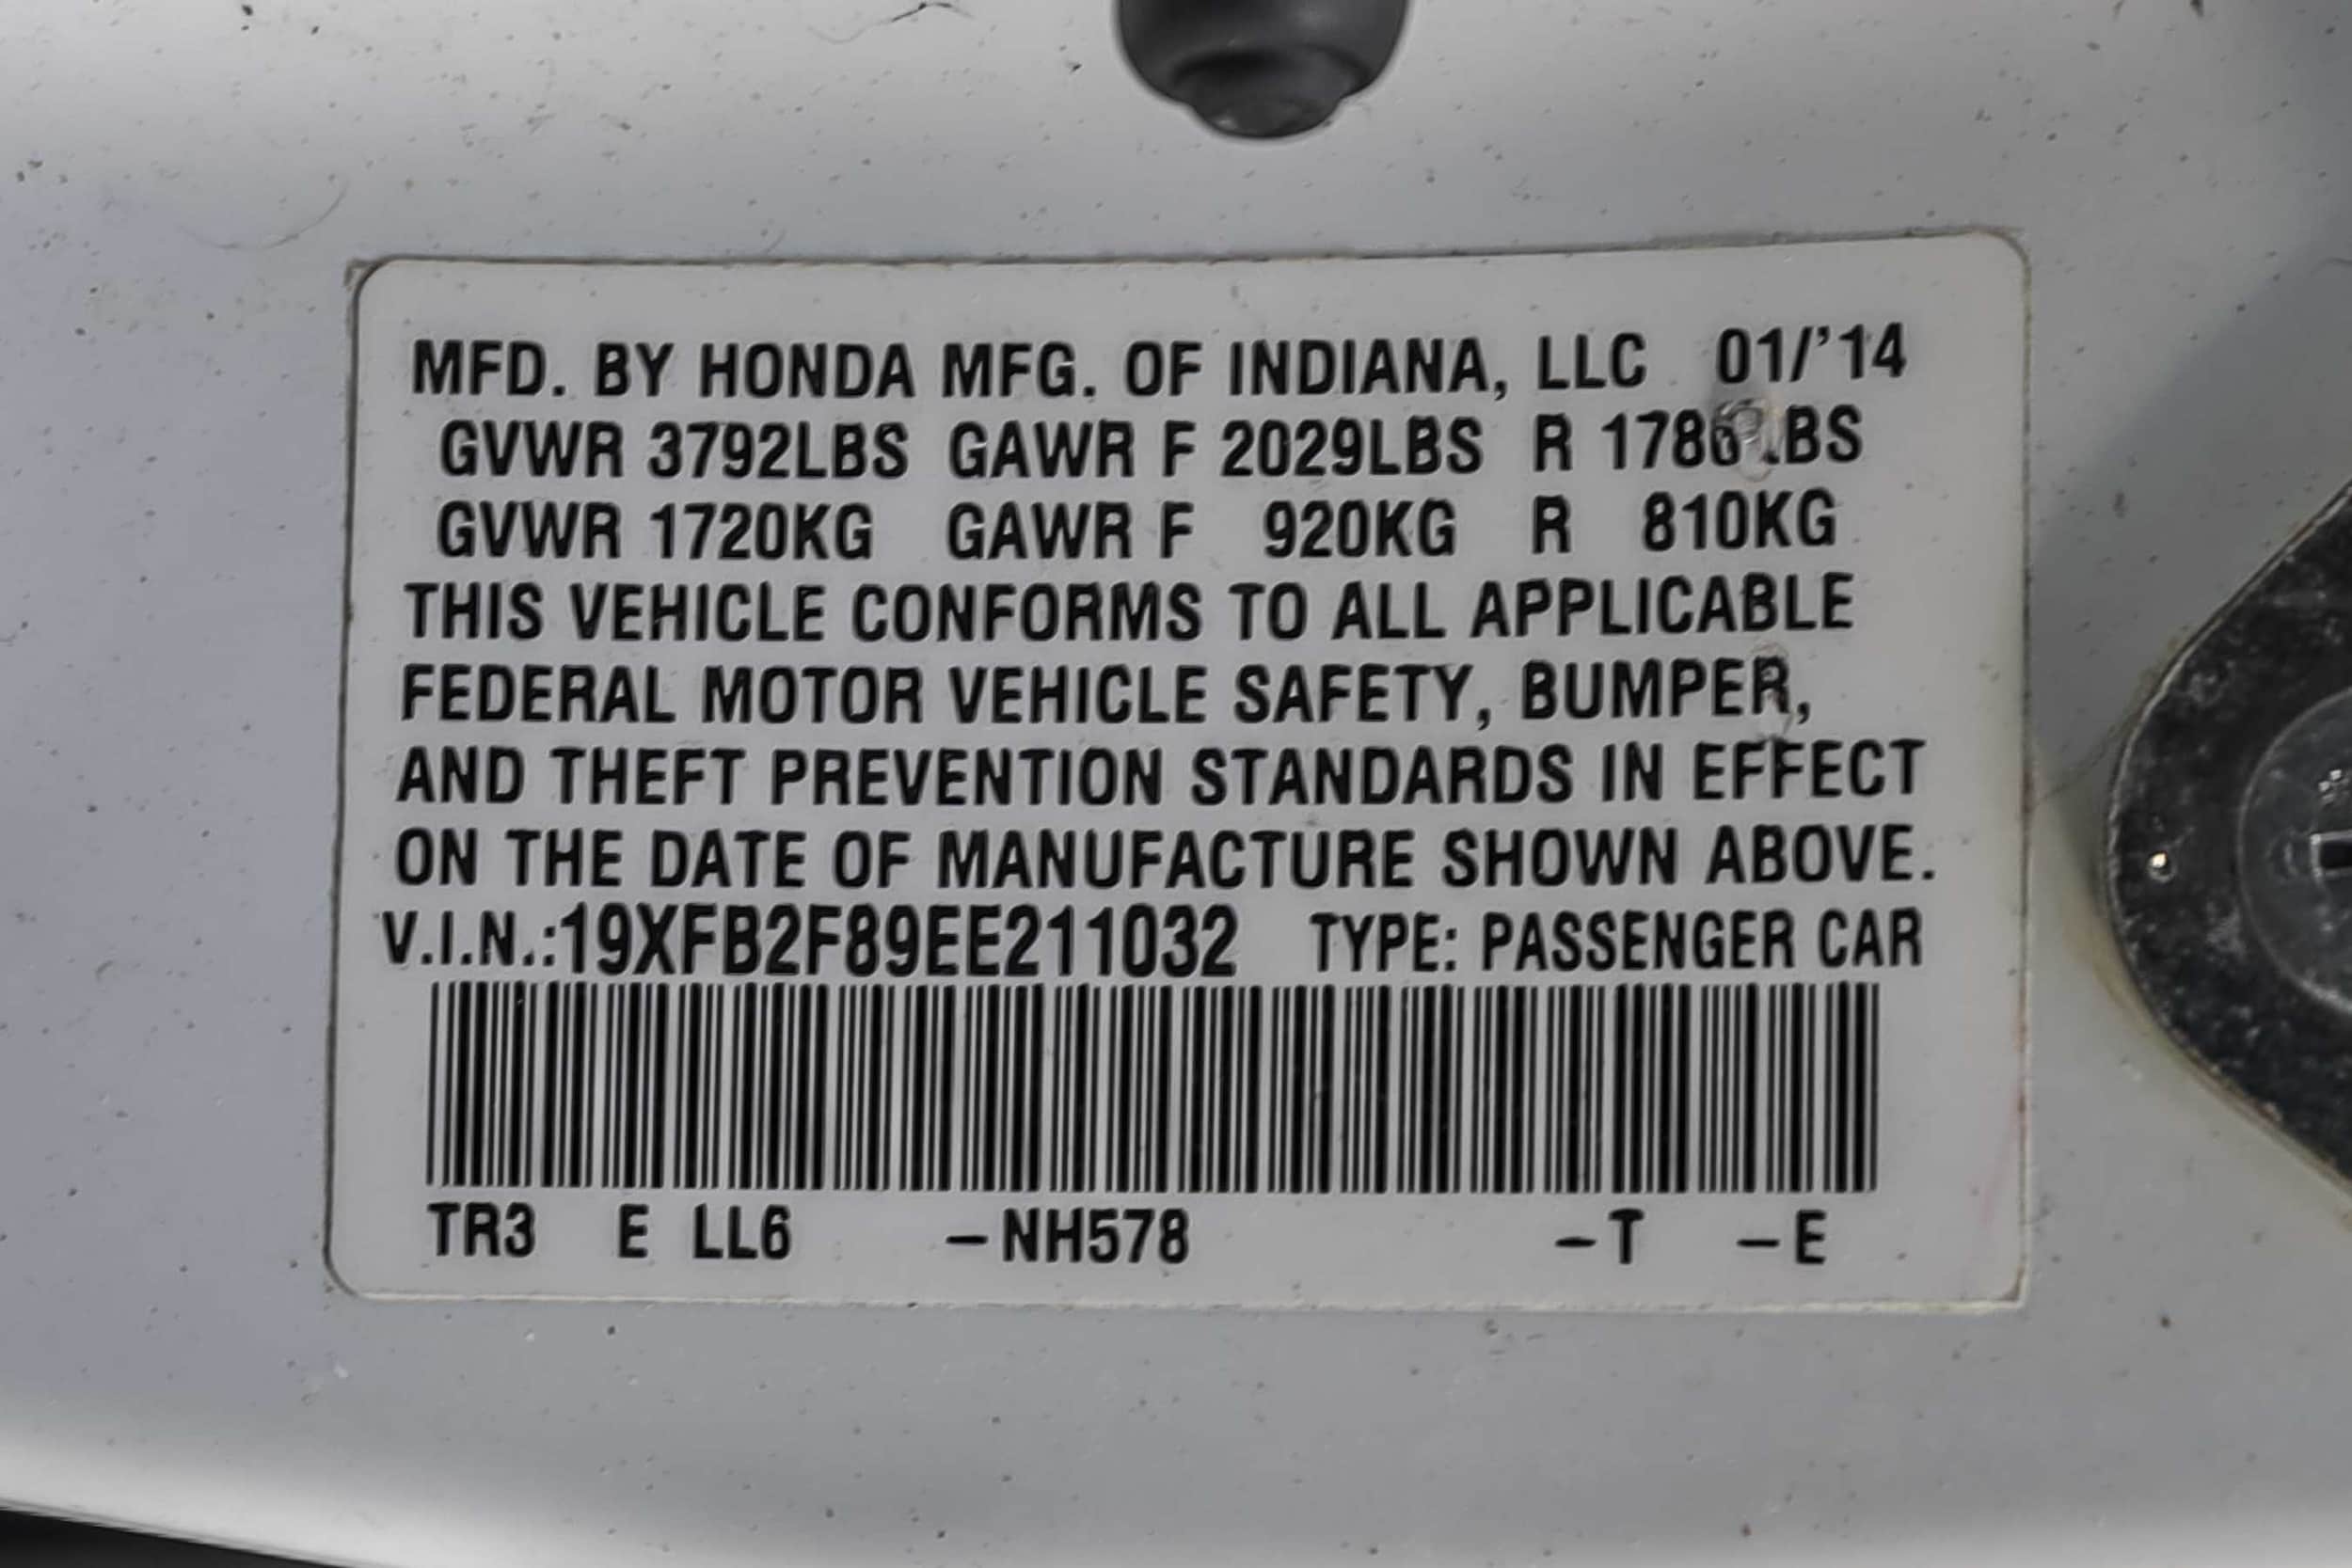 MFD. BY HONDA MFG. OF INDIANA, LLC 01/'14
GVWR 3792LBS GAWR F 2029LBS R
GVWR 1720KG GAWR F 920KG R 810KG
THIS VEHICLE CONFORMS TO ALL APPLICABLE
FEDERAL MOTOR VEHICLE SAFETY, BUMPER,
AND THEFT PREVENTION STANDARDS IN EFFECT
ON THE DATE OF MANUFACTURE SHOWN ABOVE.
V.I.N.:19XFB2F89EE211032 TYPE: PASSENGER CAR
TR3 E LL6 -NH578 -T -E